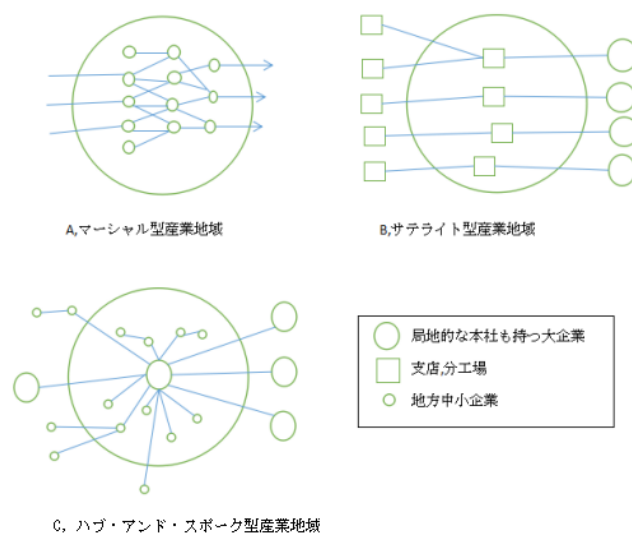 A,マーシャル型産業地域
B,サテライト型産業地域
局地的な本社も持つ大企業
支店,分工場
地方中小企業
C, ハブ・アンド・スポーク型産業地域